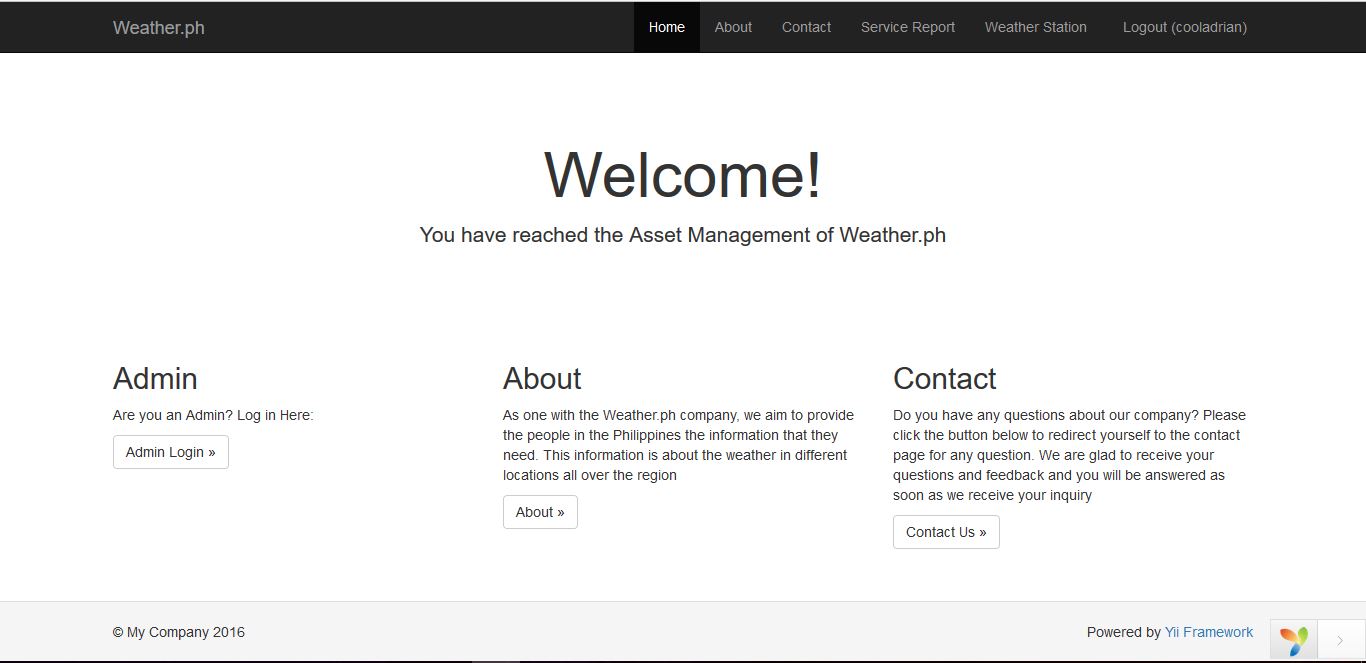 Weather.ph
Home
About
Contact
Service Report
Weather Station
Logout (cooladrian)
Welcome!
You have reached the Asset Management of Weather.ph
Admin
Are you an Admin? Log in Here:
Admin Login »
About
As one with the Weather.ph company, we aim to provide
the people in the Philippines the information that they
need. This information is about the weather in different
locations all over the region
About »
Contact
Do you have any questions about our company? Please
click the button below to redirect yourself to the contact
page for any question. We are glad to receive your
questions and feedback and you will be answered as
soon as we receive your inquiry
Contact Us »
© My Company 2016
Powered by Yii Framework